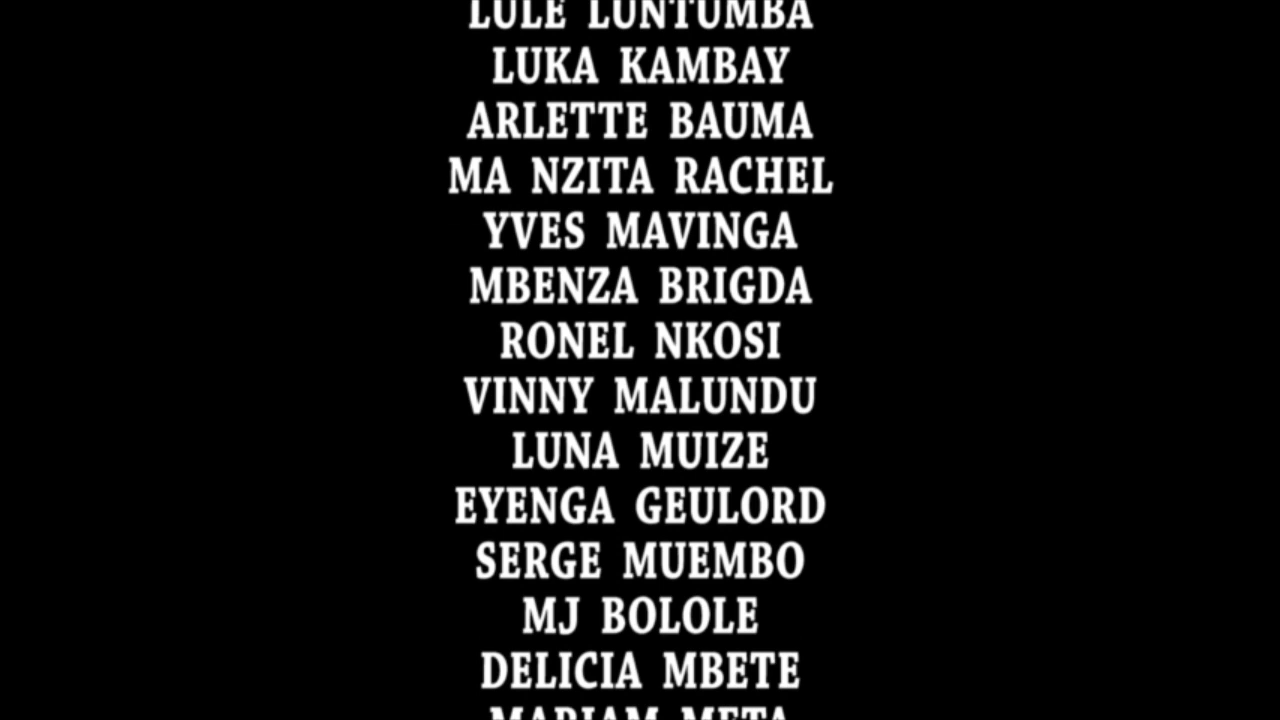 LULE LUNTUMBA
LUKA KAMBAY
ARLETTE BAUMA
MA NZITA RACHEL
YVES MAVINGA
MBENZA BRIGDA
RONEL NKOSI
VINNY MALUNDU
LUNA MUIZE
EYENGA GEULORD
SERGE MUEMBO
MJ BOLOLE
DELICIA MBETE